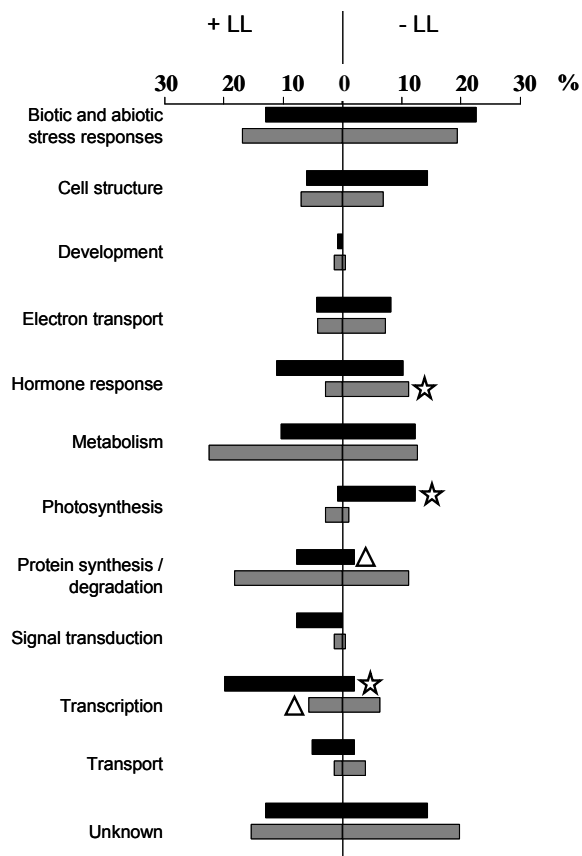 + LL - LL
30 20 10 0 10 20 30 %
Biotic and abiotic
stress responses
Cell structure
Development
Electron transport
Hormone response
Metabolism
Photosynthesis
Protein synthesis /
degradation
Signal transduction
Transcription
Transport
Unknown